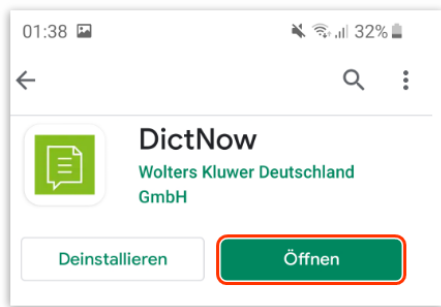 01:38 32%
DictNow
Wolters Kluwer Deutschland
GmbH
Deinstallieren Öffnen